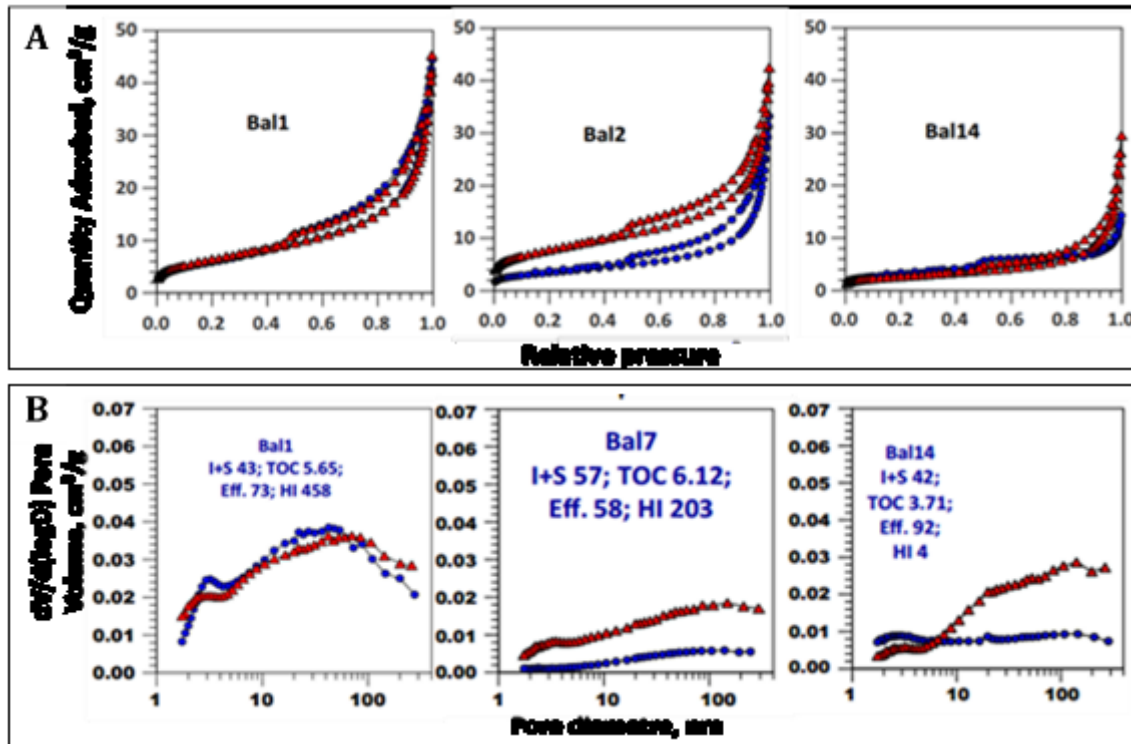 A
50
40
30
20
10
0
Bal1
0.0 0.2 0.4 0.6 0.8 1.0
50
40
30
20
10
0
Bal2
0.0 0.2 0.4 0.6 0.8 1.0
50
40
30
20
10
0
Bal14
0.0 0.2 0.4 0.6 0.8 1.0
Quantity Adsorbed, cm³/g
Relative pressure
B
0.07
0.06
0.05
0.04
0.03
0.02
0.01
0.00
Bal1
I+S 43; TOC 5.65;
Eff. 73; HI 458
1 10 100
0.07
0.06
0.05
0.04
0.03
0.02
0.01
0.00
Bal7
I+S 57; TOC 6.12;
Eff. 58; HI 203
1 10 100
0.07
0.06
0.05
0.04
0.03
0.02
0.01
0.00
Bal14
I+S 42;
TOC 3.71;
Eff. 92;
HI 4
1 10 100
dV/d(logD) Pore
Volume, cm³/g
Pore diametre, nm